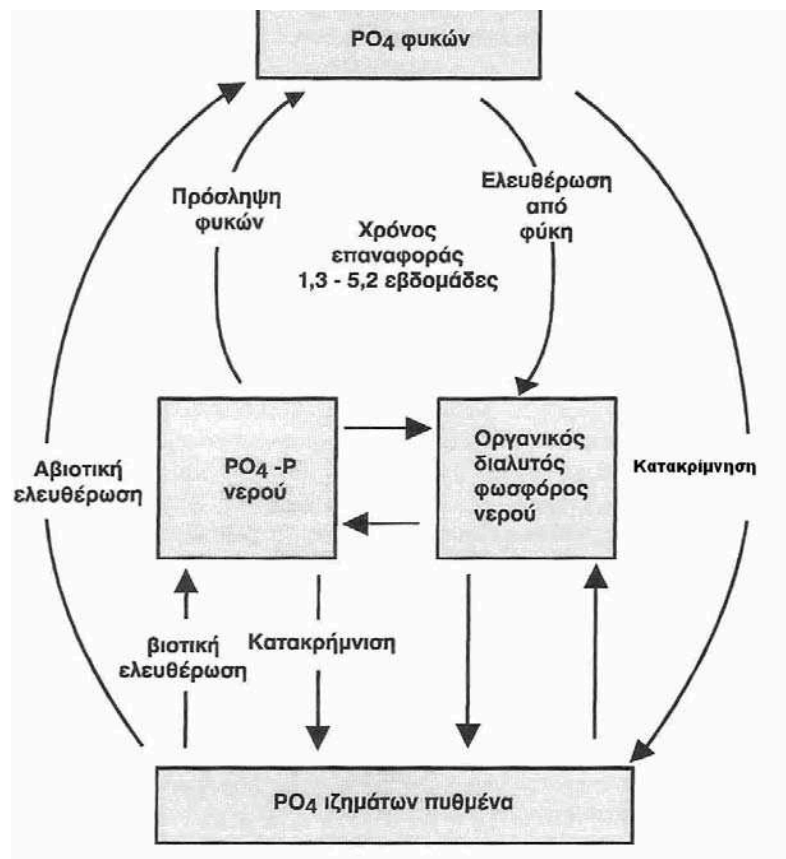 PO4 φυκών
Πρόσληψη
φυκών
Ελευθέρωση
από
φύκη
Χρόνος
επαναφοράς
1,3 - 5,2 εβδομάδες
Αβιοτική
ελευθέρωση
PO4 -P
νερού
Οργανικός
διαλυτός
φωσφόρος
νερού
Κατακρίμνηση
βιοτική
ελευθέρωση
Κατακρήμνιση
PO4 ιζημάτων πυθμένα